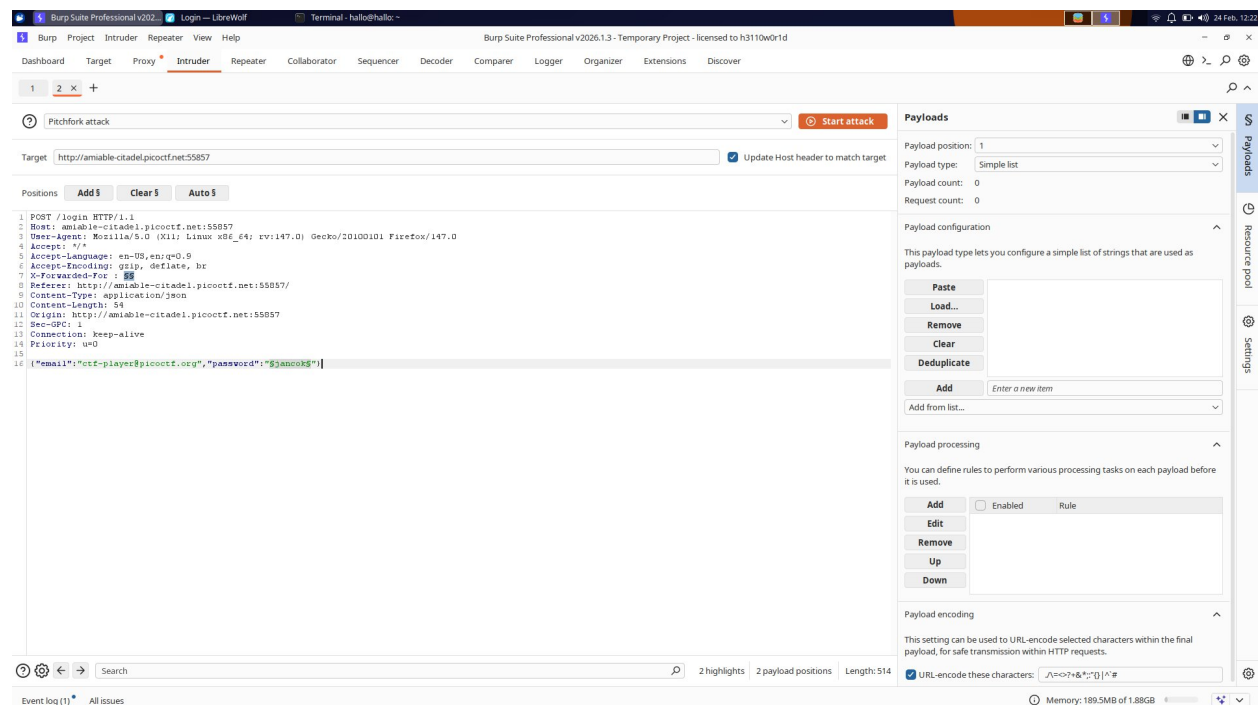 Burp Suite Professional v202... Login — LibreWolf Terminal - hallo@hallo: ~ 24 Feb, 12:22
Burp Project Intruder Repeater View Help Burp Suite Professional v2026.1.3 - Temporary Project - licensed to h3110w0r1d
Dashboard Target Proxy Intruder Repeater Collaborator Sequencer Decoder Comparer Logger Organizer Extensions Discover
1 2 × +
Pitchfork attack Start attack
Target http://amiable-citadel.picoctf.net:55857 Update Host header to match target
Positions Add § Clear § Auto §
1 POST /login HTTP/1.1
2 Host: amiable-citadel.picoctf.net:55857
3 User-Agent: Mozilla/5.0 (X11; Linux x86_64; rv:147.0) Gecko/20100101 Firefox/147.0
4 Accept: */*
5 Accept-Language: en-US,en;q=0.9
6 Accept-Encoding: gzip, deflate, br
7 X-Forwarded-For : §§
8 Referer: http://amiable-citadel.picoctf.net:55857/
9 Content-Type: application/json
10 Content-Length: 54
11 Origin: http://amiable-citadel.picoctf.net:55857
12 Sec-GPC: 1
13 Connection: keep-alive
14 Priority: u=0
15
16 {"email":"ctf-player@picoctf.org","password":"§jancok§"}
Search 2 highlights 2 payload positions Length: 514
Payloads
Payload position: 1
Payload type: Simple list
Payload count: 0
Request count: 0
Payload configuration
This payload type lets you configure a simple list of strings that are used as
payloads.
Paste
Load...
Remove
Clear
Deduplicate
Add Enter a new item
Add from list...
Payload processing
You can define rules to perform various processing tasks on each payload before
it is used.
Add Enabled Rule
Edit
Remove
Up
Down
Payload encoding
This setting can be used to URL-encode selected characters within the final
payload, for safe transmission within HTTP requests.
URL-encode these characters: ./\=<>?+&*;:"{}|^`#
§ Payloads
Resource pool
Settings
Event log (1) All issues Memory: 189.5MB of 1.88GB